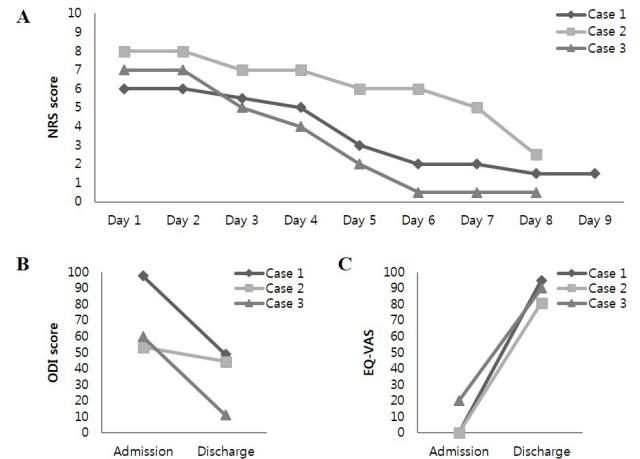 A
10
9
8
7
6
5
4
3
2
1
0
NRS score
Case 1
Case 2
Case 3
Day 1 Day 2 Day 3 Day 4 Day 5 Day 6 Day 7 Day 8 Day 9
B
100
90
80
70
60
50
40
30
20
10
0
ODI score
Case 1
Case 2
Case 3
Admission Discharge
C
100
90
80
70
60
50
40
30
20
10
0
EQ-VAS
Case 1
Case 2
Case 3
Admission Discharge